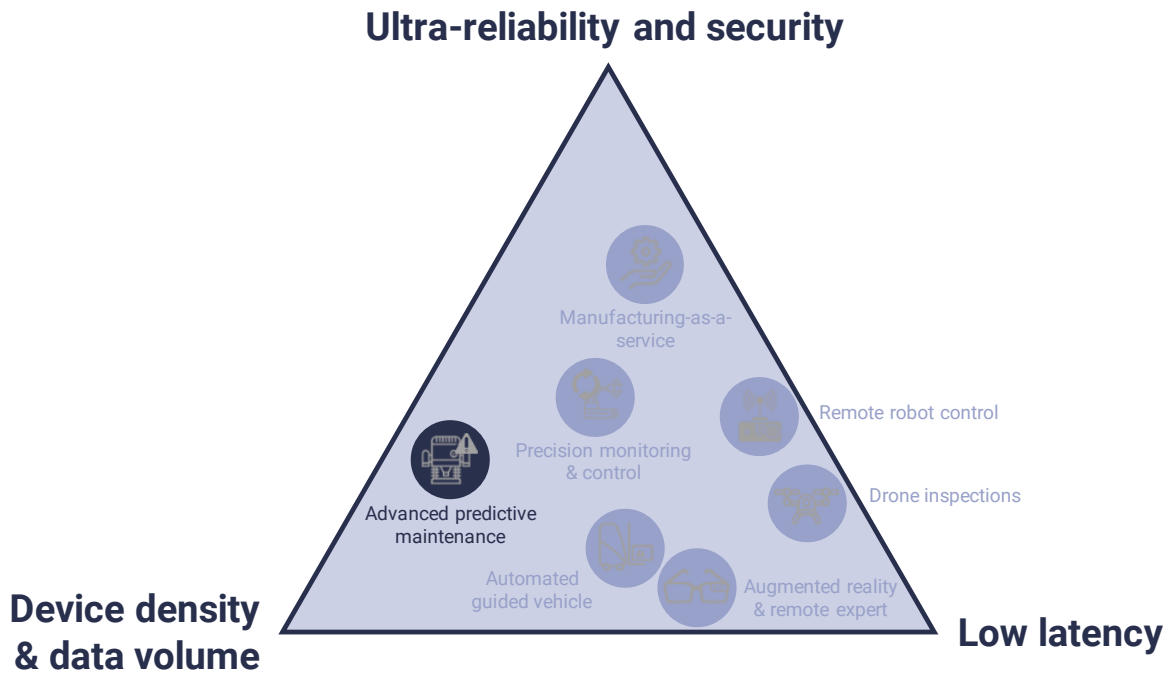 Ultra-reliability and security
Manufacturing-as-a-
service
Remote robot control
Precision monitoring
& control
Drone inspections
Advanced predictive
maintenance
Automated
guided vehicle
Augmented reality
& remote expert
Device density
& data volume
Low latency